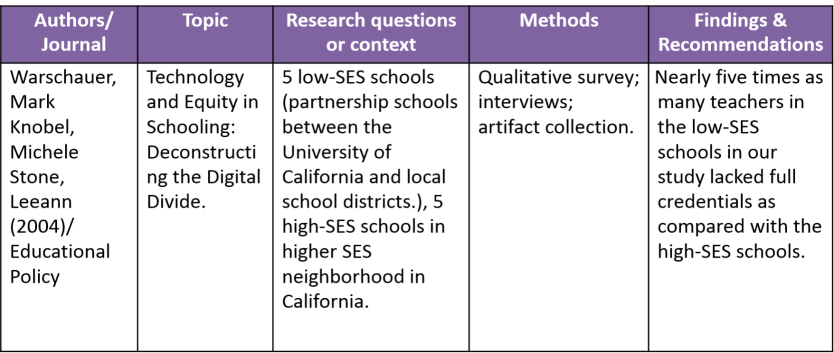 Authors/
Journal
Topic
Research questions
or context
Methods
Findings &
Recommendations
Warschauer,
Mark
Knobel,
Michele
Stone,
Leeann
(2004)/
Educational
Policy
Technology
and Equity in
Schooling:
Deconstructi
ng the Digital
Divide.
5 low-SES schools
(partnership schools
between the
University of
California and local
school districts.), 5
high-SES schools in
higher SES
neighborhood in
California.
Qualitative survey;
interviews;
artifact collection.
Nearly five times as
many teachers in
the low-SES
schools in our
study lacked full
credentials as
compared with the
high-SES schools.